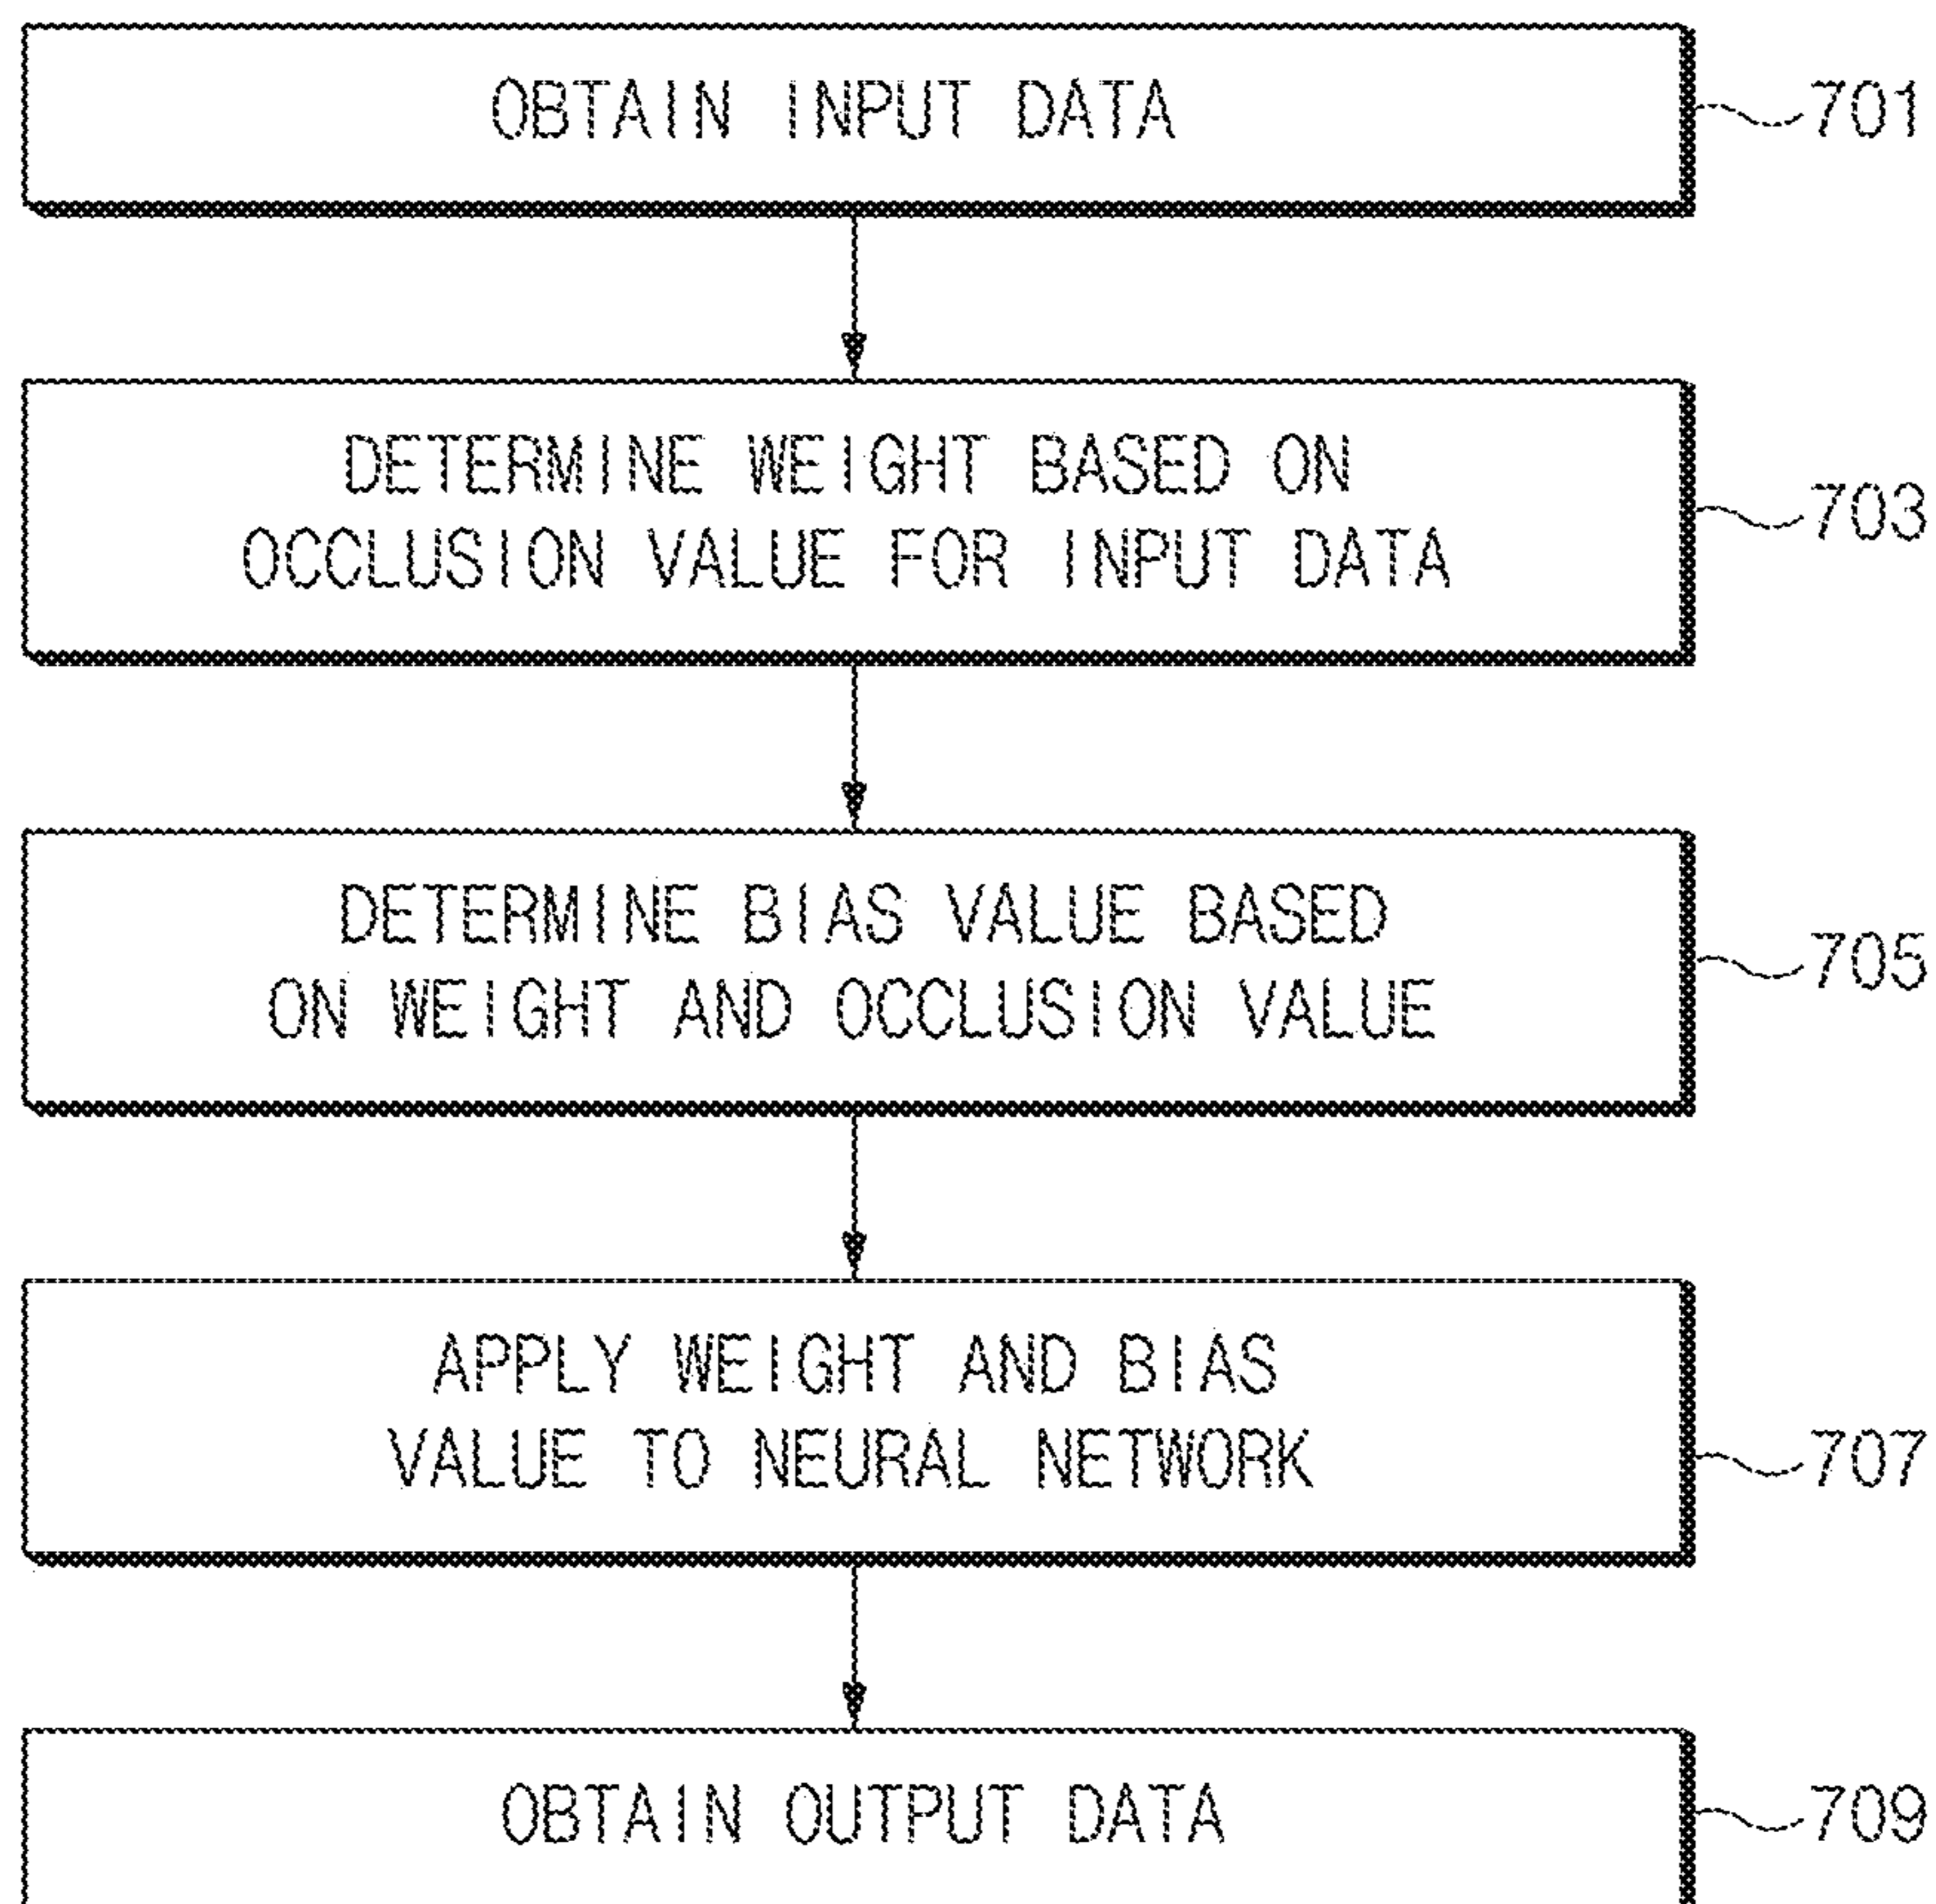 OBTAIN INPUT DATA
701
DETERMINE WEIGHT BASED ON
OCCLUSION VALUE FOR INPUT DATA
703
DETERMINE BIAS VALUE BASED
ON WEIGHT AND OCCLUSION VALUE
705
APPLY WEIGHT AND BIAS
VALUE TO NEURAL NETWORK
707
OBTAIN OUTPUT DATA
709